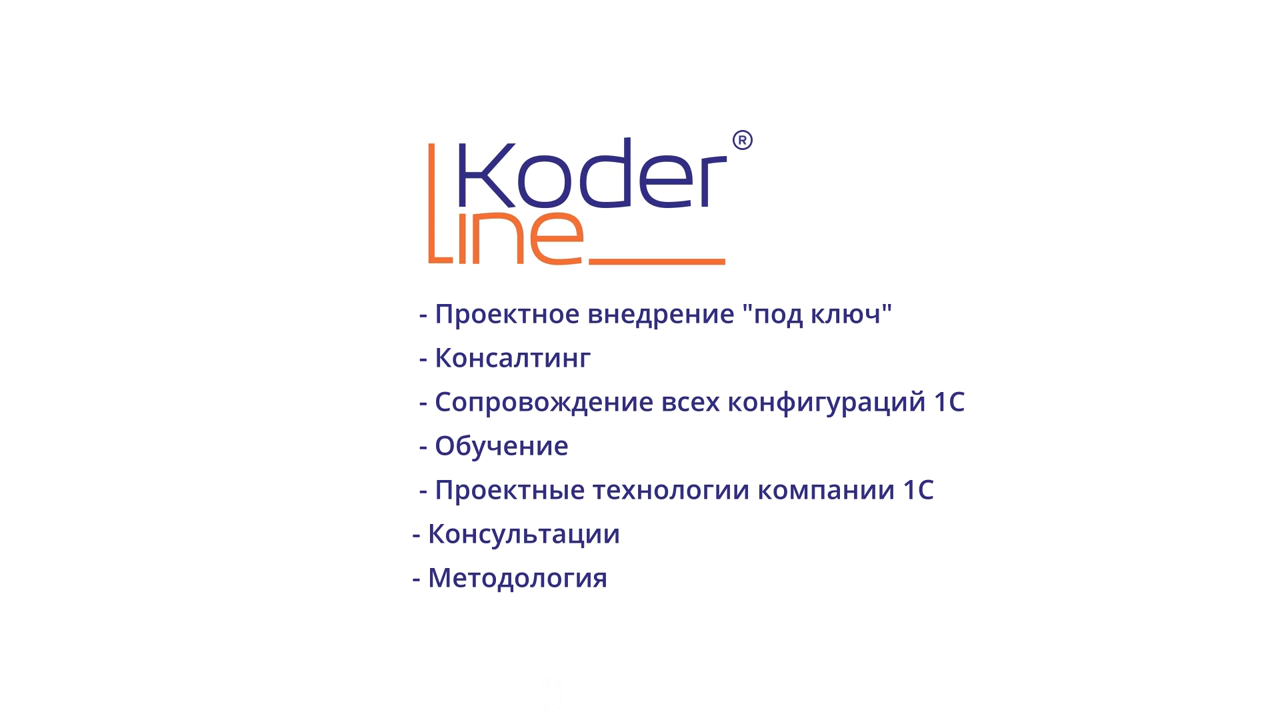 Koder®
Line
- Проектное внедрение "под ключ"
- Консалтинг
- Сопровождение всех конфигураций 1С
- Обучение
- Проектные технологии компании 1С
- Консультации
- Методология